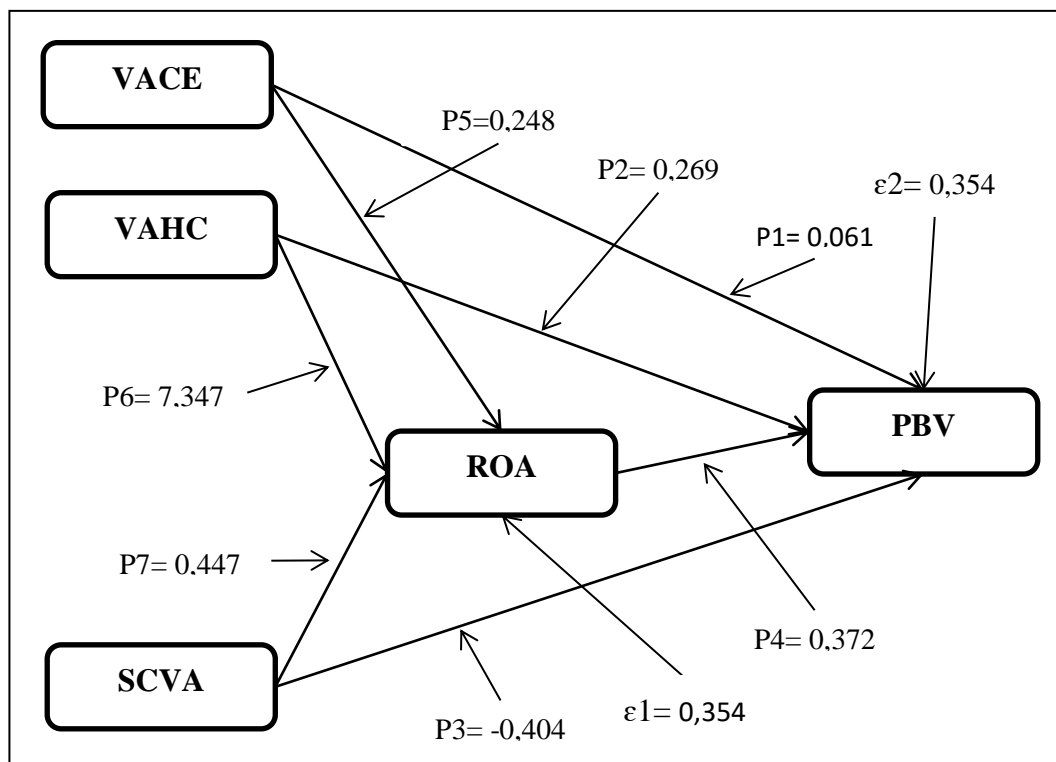 VACE
P5=0,248
P2= 0,269
ε2= 0,354
VAHC
P1= 0,061
P6= 7,347
PBV
ROA
P7= 0,447
P4= 0,372
SCVA
P3= -0,404
ε1= 0,354